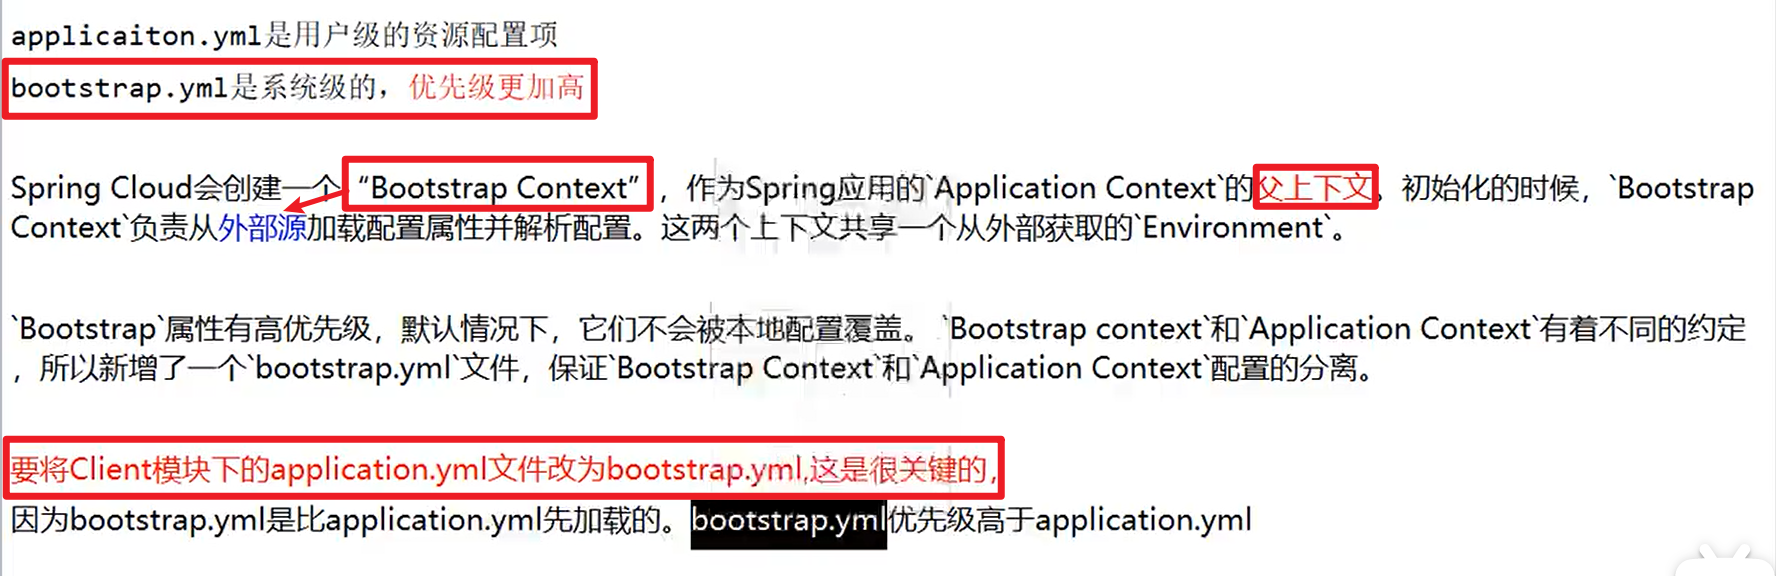 applicaiton.yml是用户级的资源配置项
bootstrap.yml是系统级的，优先级更加高
Spring Cloud会创建一个“Bootstrap Context”，作为Spring应用的`Application Context`的父上下文。初始化的时候，`Bootstrap
Context`负责从外部源加载配置属性并解析配置。这两个上下文共享一个从外部获取的`Environment`。
`Bootstrap`属性有高优先级，默认情况下，它们不会被本地配置覆盖。 `Bootstrap context`和`Application Context`有着不同的约定
，所以新增了一个`bootstrap.yml`文件，保证`Bootstrap Context`和`Application Context`配置的分离。
要将Client模块下的application.yml文件改为bootstrap.yml,这是很关键的，
因为bootstrap.yml是比application.yml先加载的。bootstrap.yml优先级高于application.yml